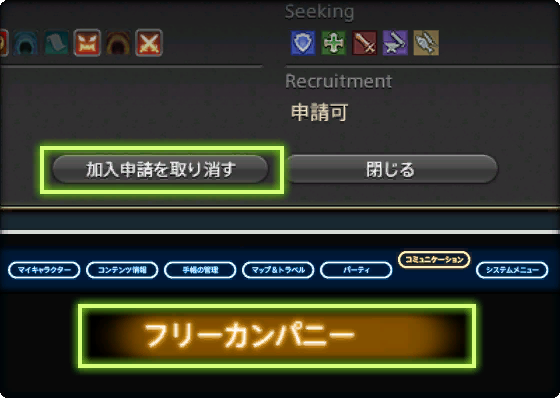 Seeking
Recruitment
申請可
加入申請を取り消す
閉じる
マイキャラクター
コンテンツ情報
手帳の管理
マップ&トラベル
パーティ
コミュニケーション
システムメニュー
フリーカンパニー